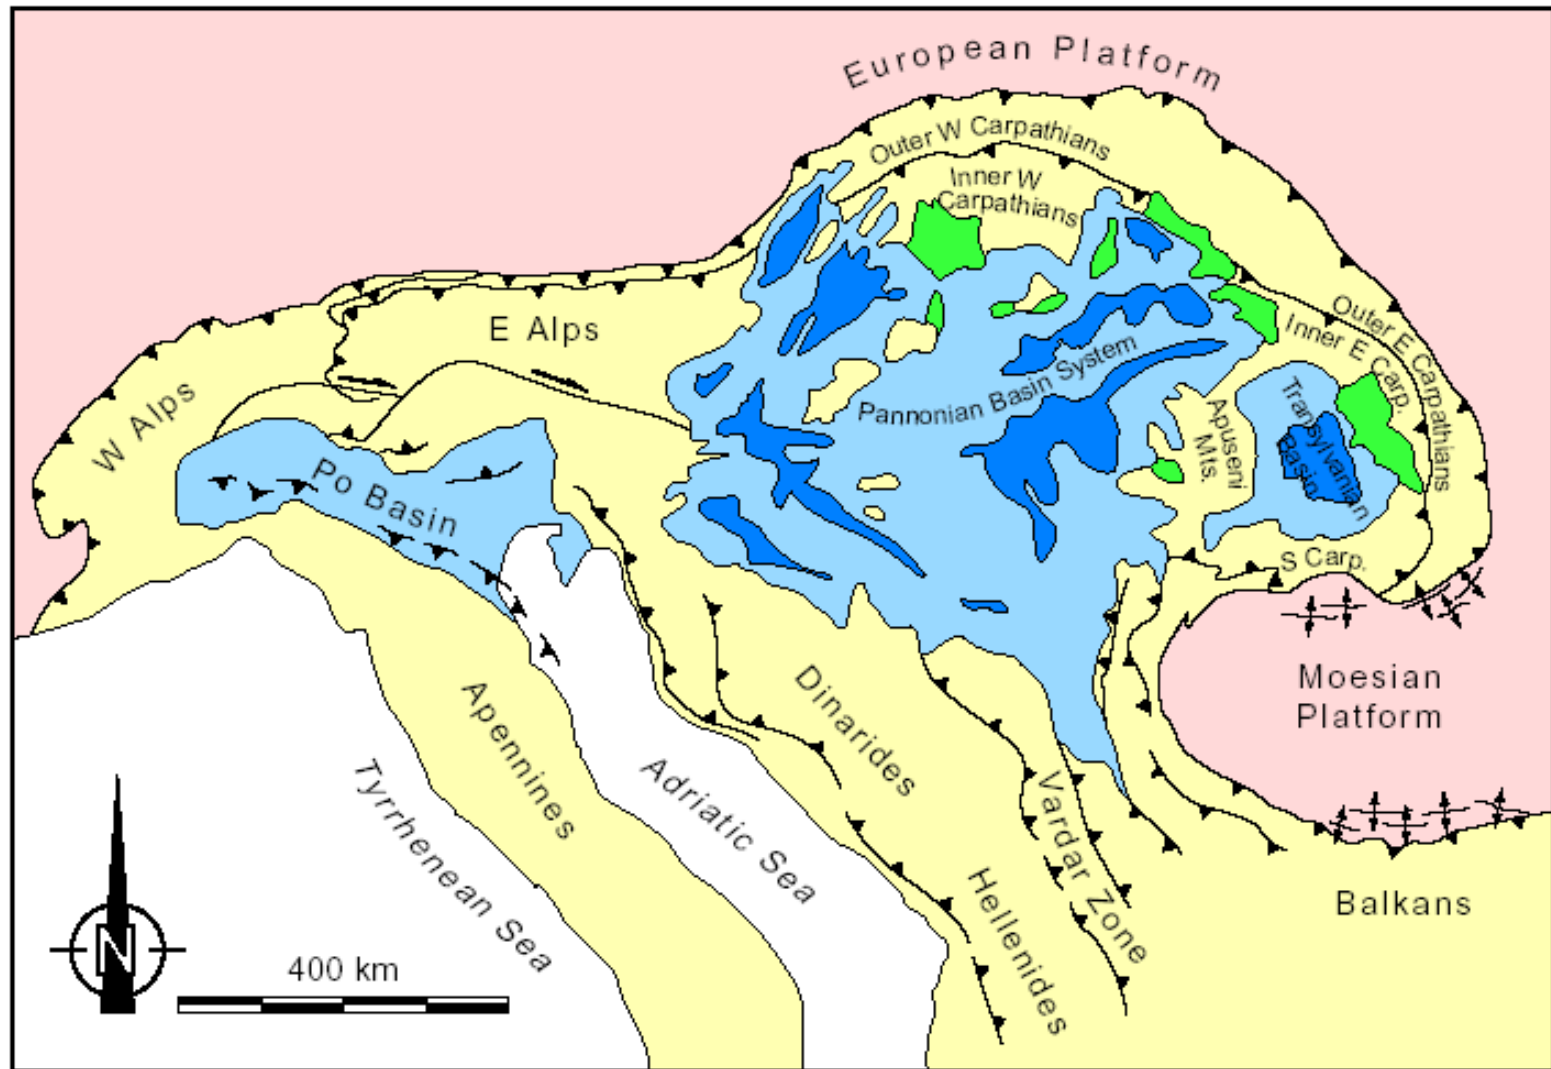 European Platform
Outer W Carpathians
Inner W
Carpathians
E Alps
Outer E Carpathians
Inner E Carp.
Pannonian Basin System
W Alps
Apuseni
Mts.
Transylvanian
Basin
Po Basin
S Carp.
Moesian
Platform
Dinarides
Apennines
Adriatic Sea
Tyrrhenean Sea
Vardar Zone
Hellenides
Balkans
N
400 km